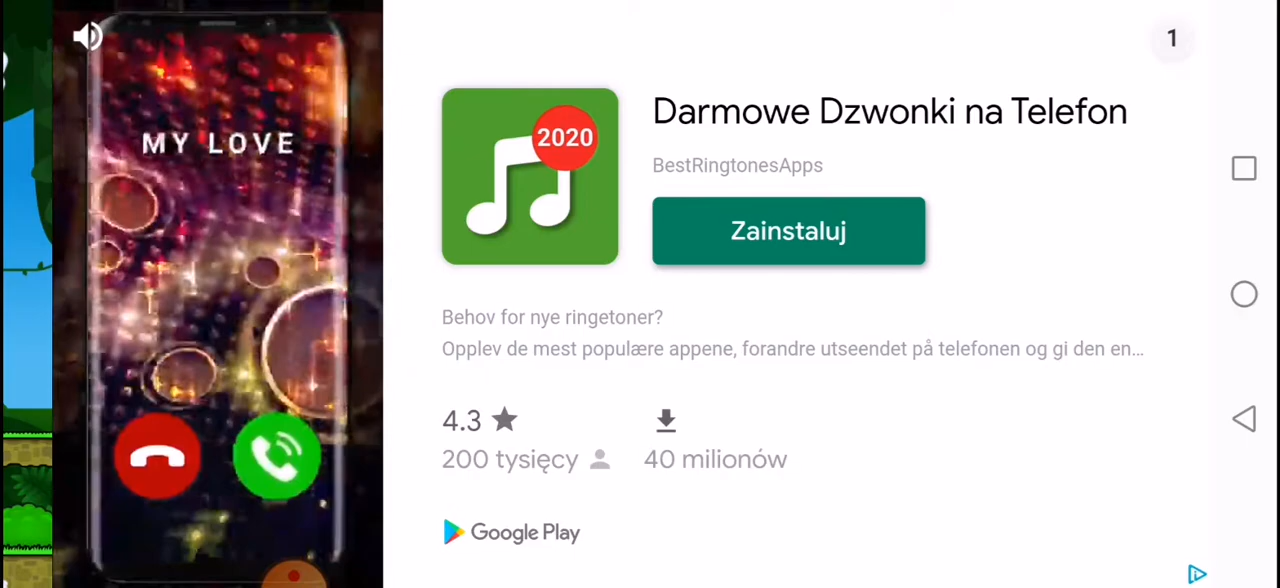 MY LOVE
1
2020
Darmowe Dzwonki na Telefon
BestRingtonesApps
Zainstaluj
Behov for nye ringetoner?
Opplev de mest populære appene, forandre utseendet på telefonen og gi den en...
4.3
200 tysięcy
40 milionów
Google Play